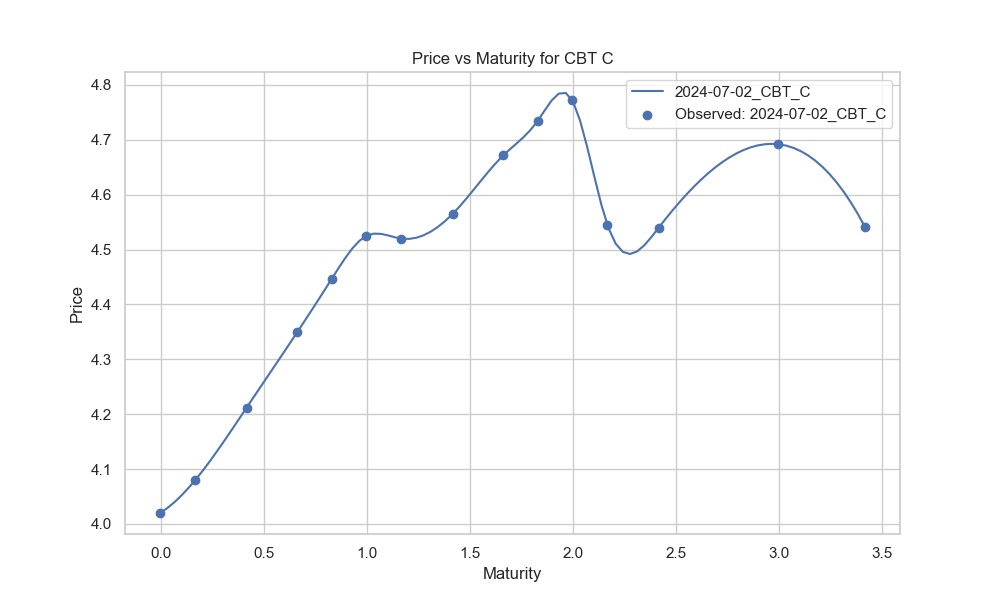 Price vs Maturity for CBT C
2024-07-02_CBT_C
Observed: 2024-07-02_CBT_C
4.8
4.7
4.6
4.5
4.4
4.3
4.2
4.1
4.0
Price
0.0 0.5 1.0 1.5 2.0 2.5 3.0 3.5
Maturity